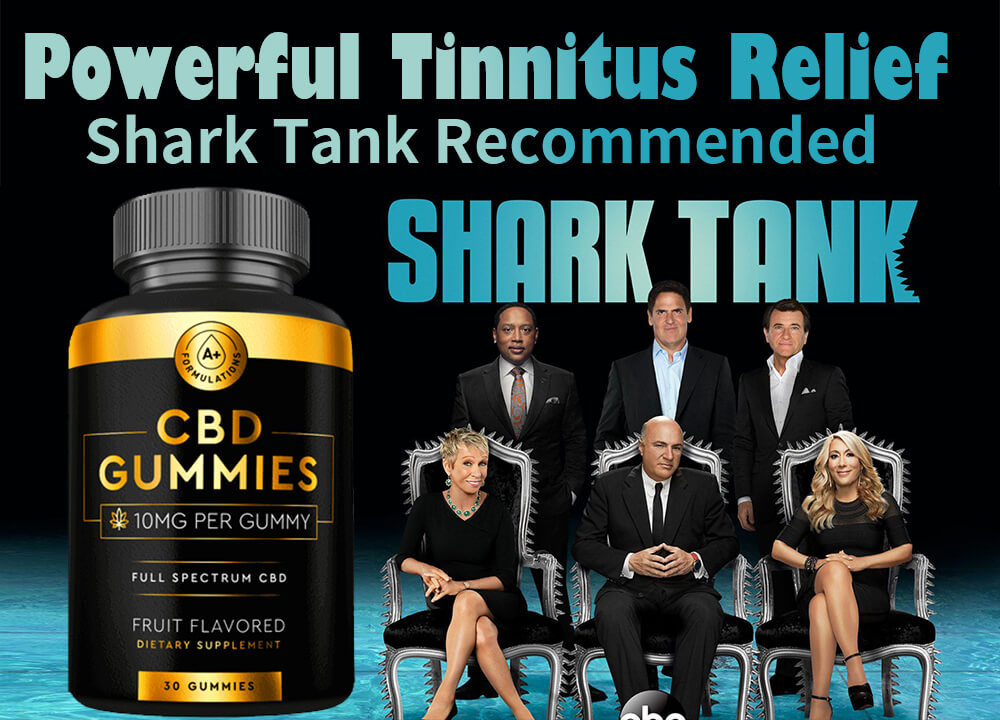 Powerful Tinnitus Relief
Shark Tank Recommended
SHARK TANK
A+
FORMULATIONS
CBD
GUMMIES
10MG PER GUMMY
FULL SPECTRUM CBD
FRUIT FLAVORED
DIETARY SUPPLEMENT
30 GUMMIES
abc